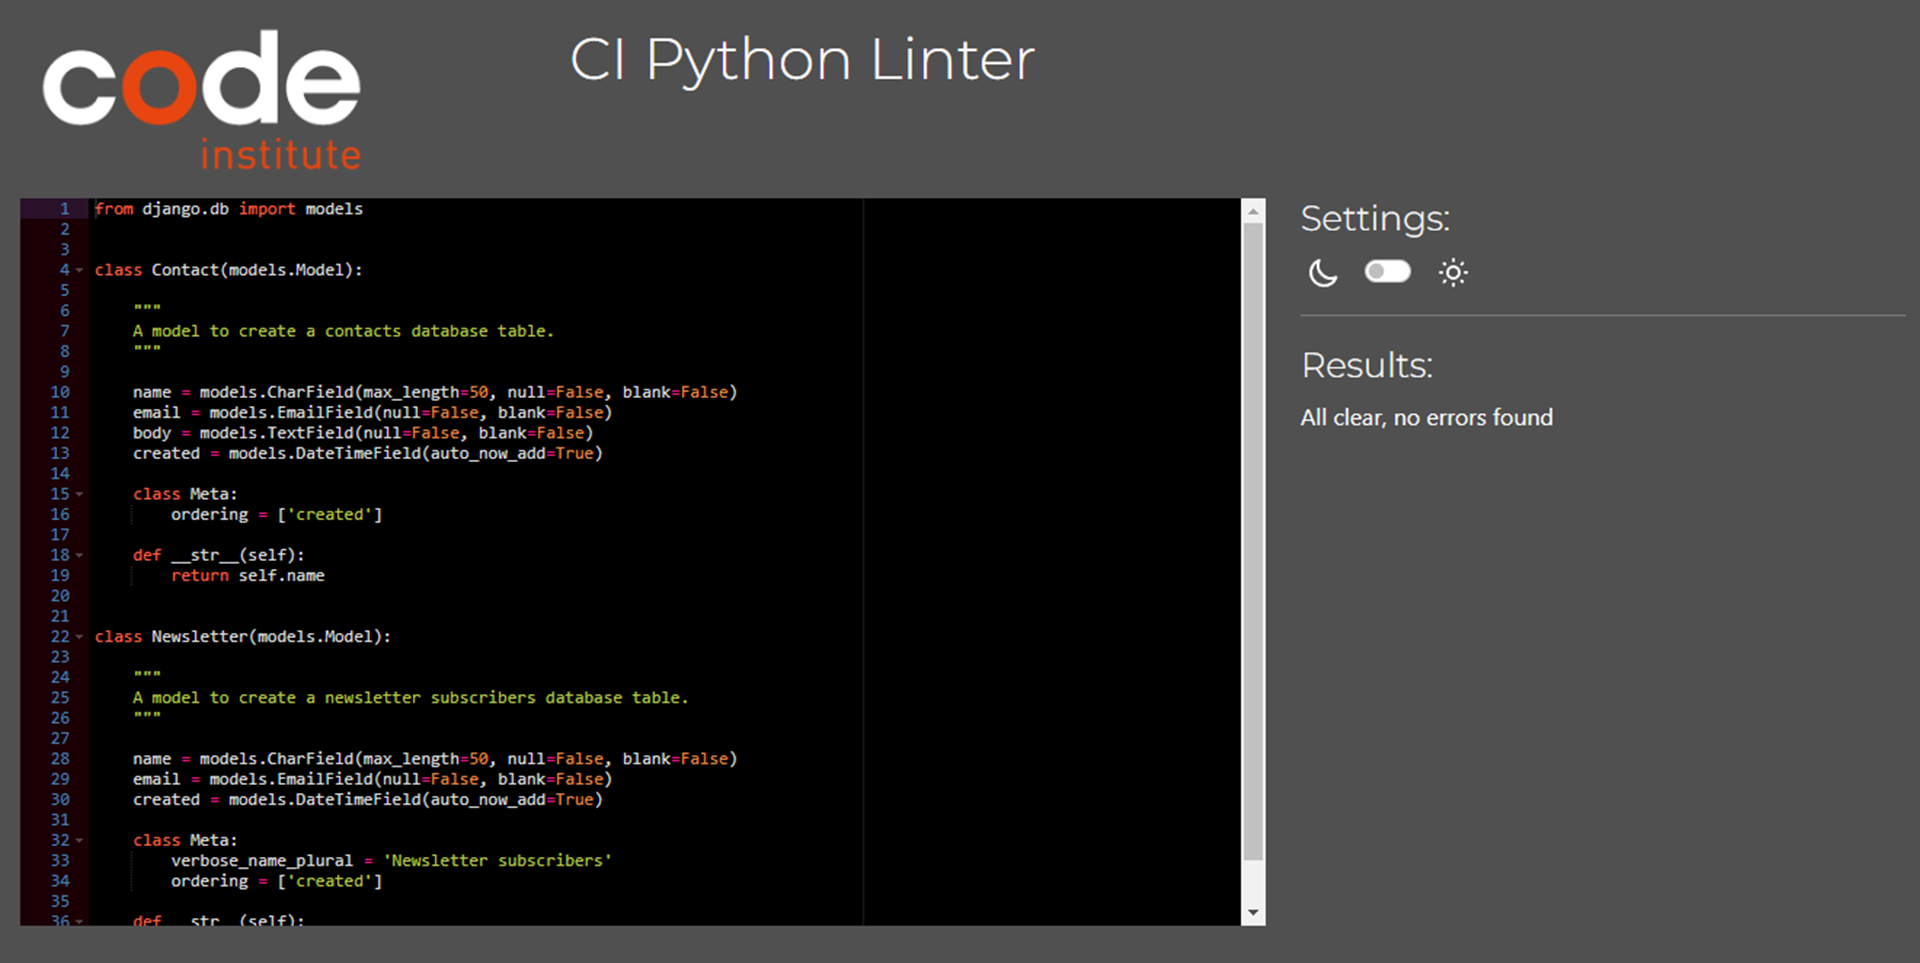 code
institute
CI Python Linter
1 from django.db import models
2
3
4 class Contact(models.Model):
5
6     """
7     A model to create a contacts database table.
8     """
9
10     name = models.CharField(max_length=50, null=False, blank=False)
11     email = models.EmailField(null=False, blank=False)
12     body = models.TextField(null=False, blank=False)
13     created = models.DateTimeField(auto_now_add=True)
14
15     class Meta:
16         ordering = ['created']
17
18     def __str__(self):
19         return self.name
20
21
22 class Newsletter(models.Model):
23
24     """
25     A model to create a newsletter subscribers database table.
26     """
27
28     name = models.CharField(max_length=50, null=False, blank=False)
29     email = models.EmailField(null=False, blank=False)
30     created = models.DateTimeField(auto_now_add=True)
31
32     class Meta:
33         verbose_name_plural = 'Newsletter subscribers'
34         ordering = ['created']
35
36     def __str__(self):
Settings:
Results:
All clear, no errors found